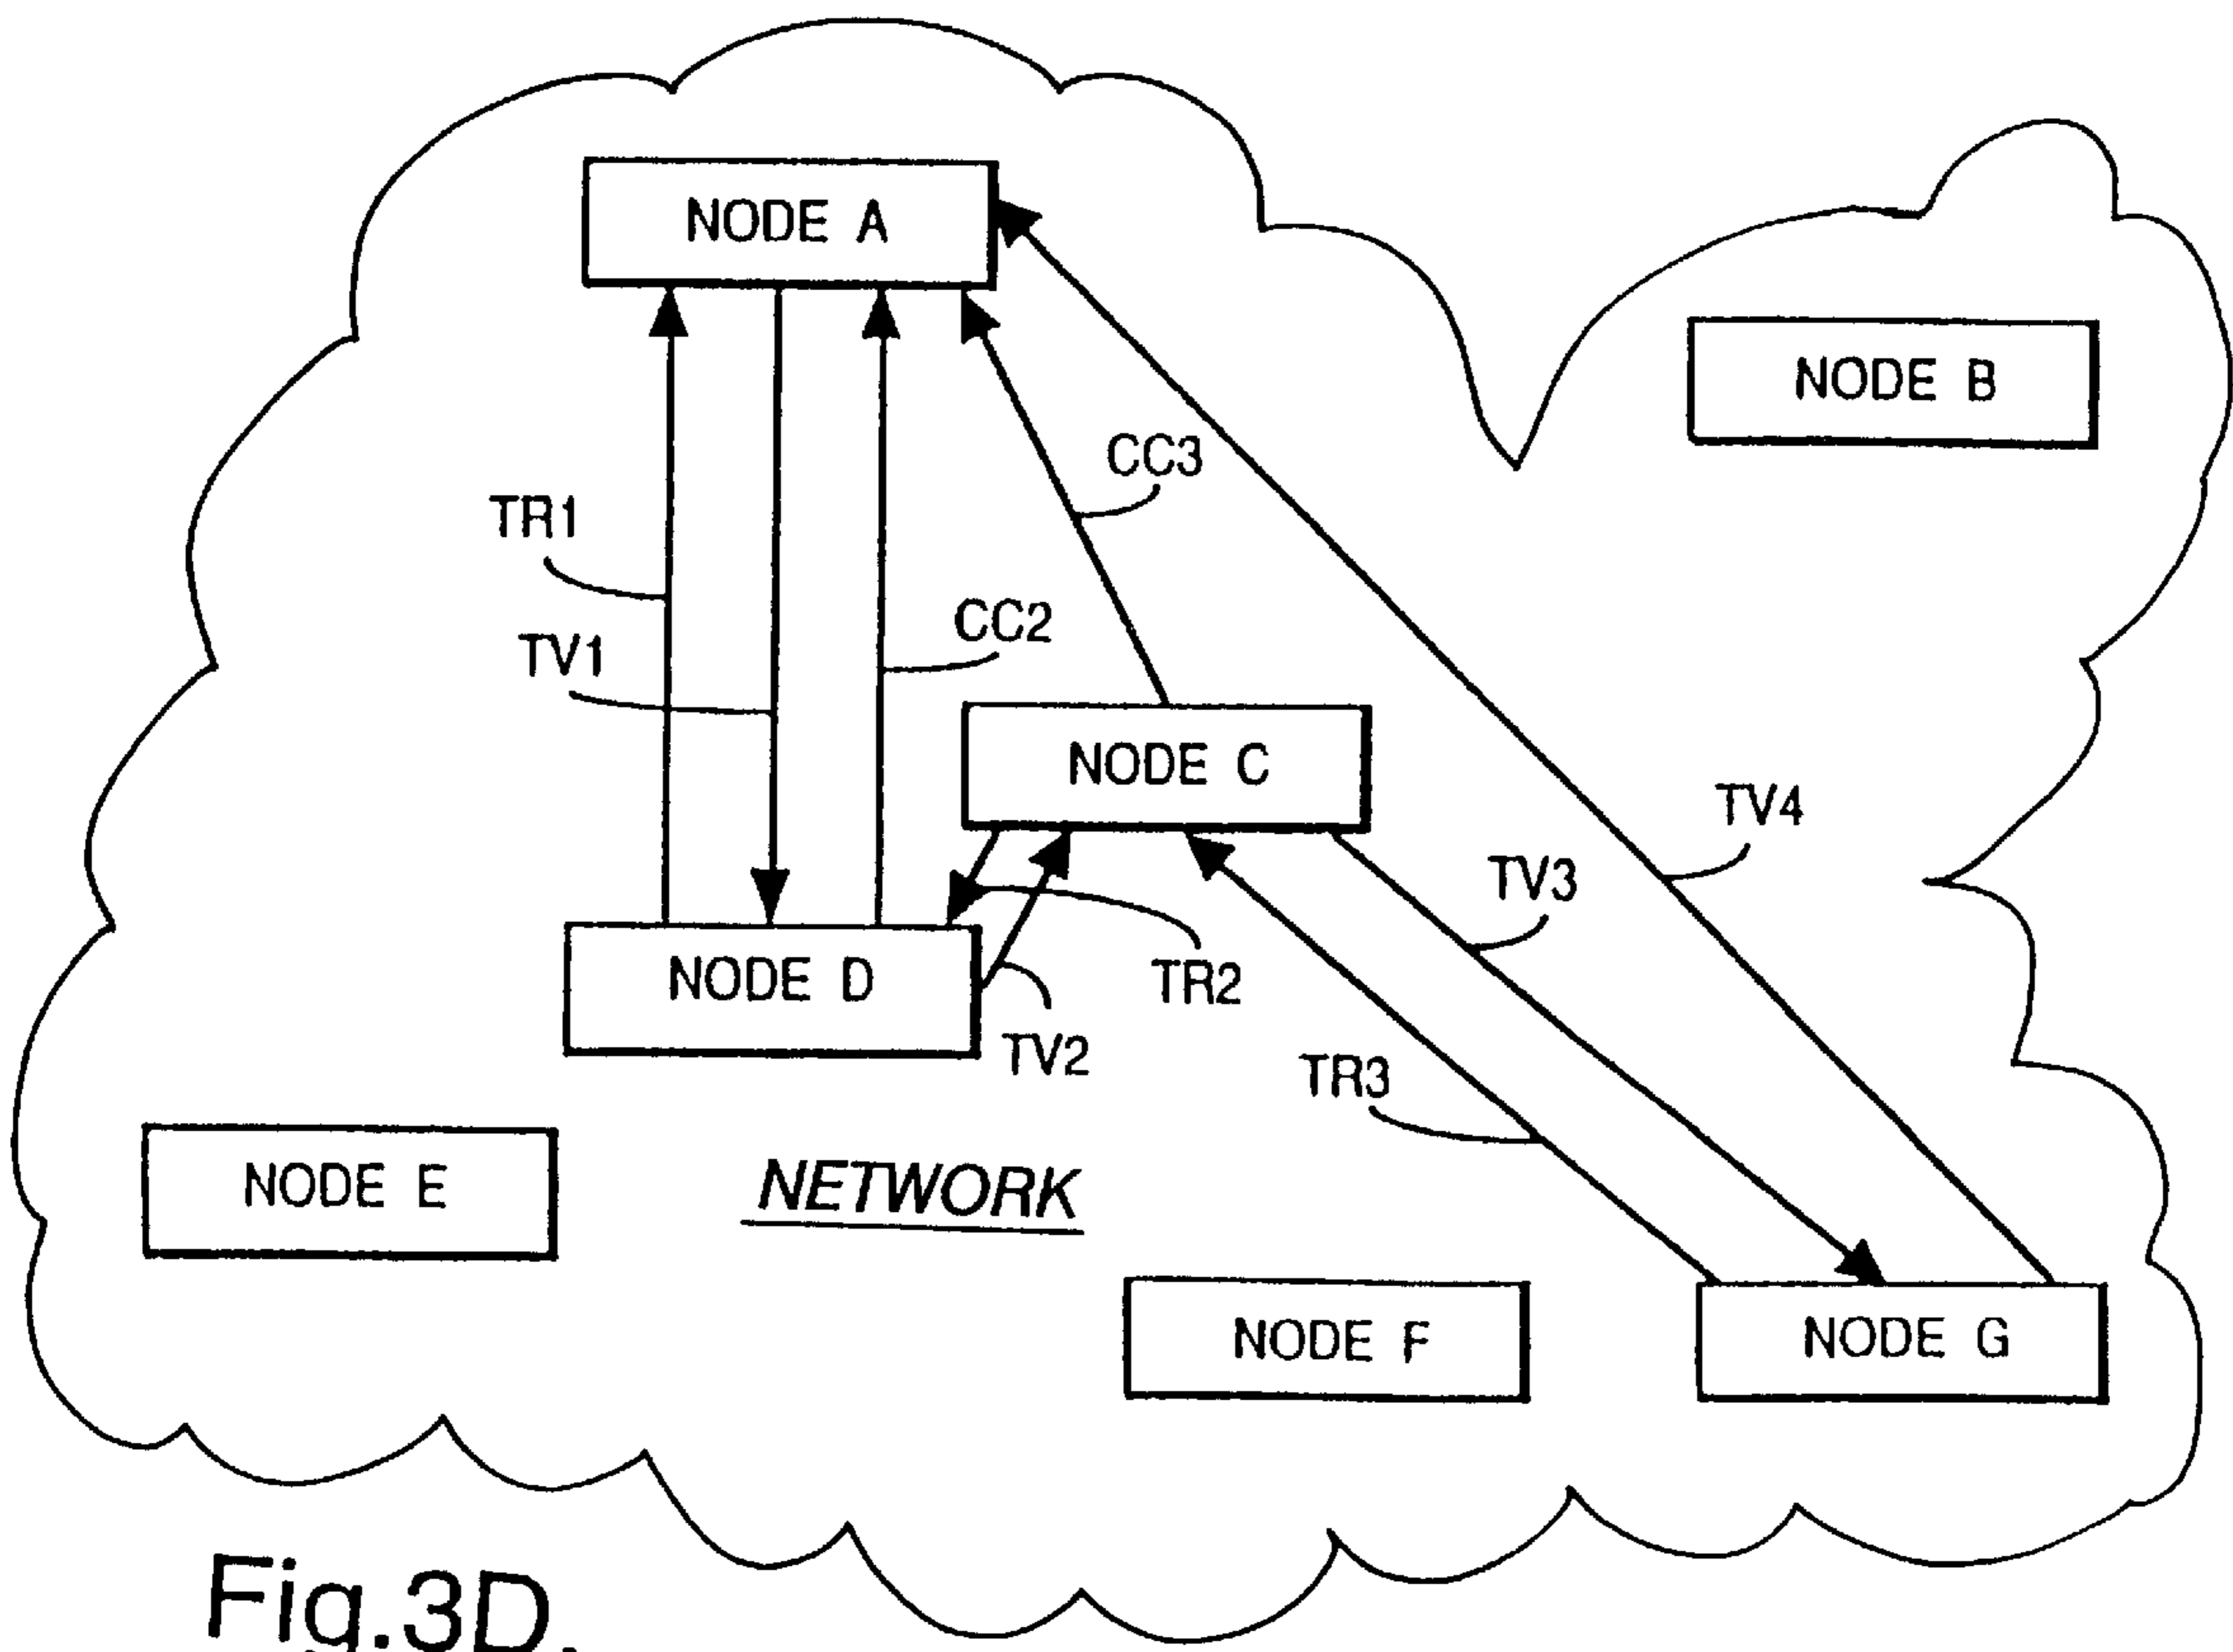 NODE A
NODE B
CC3
TR1
CC2
TV1
NODE C
TV4
TV3
NODE D
TR2
TV2
TR3
NODE E
NETWORK
NODE F
NODE G
Fig.3D.